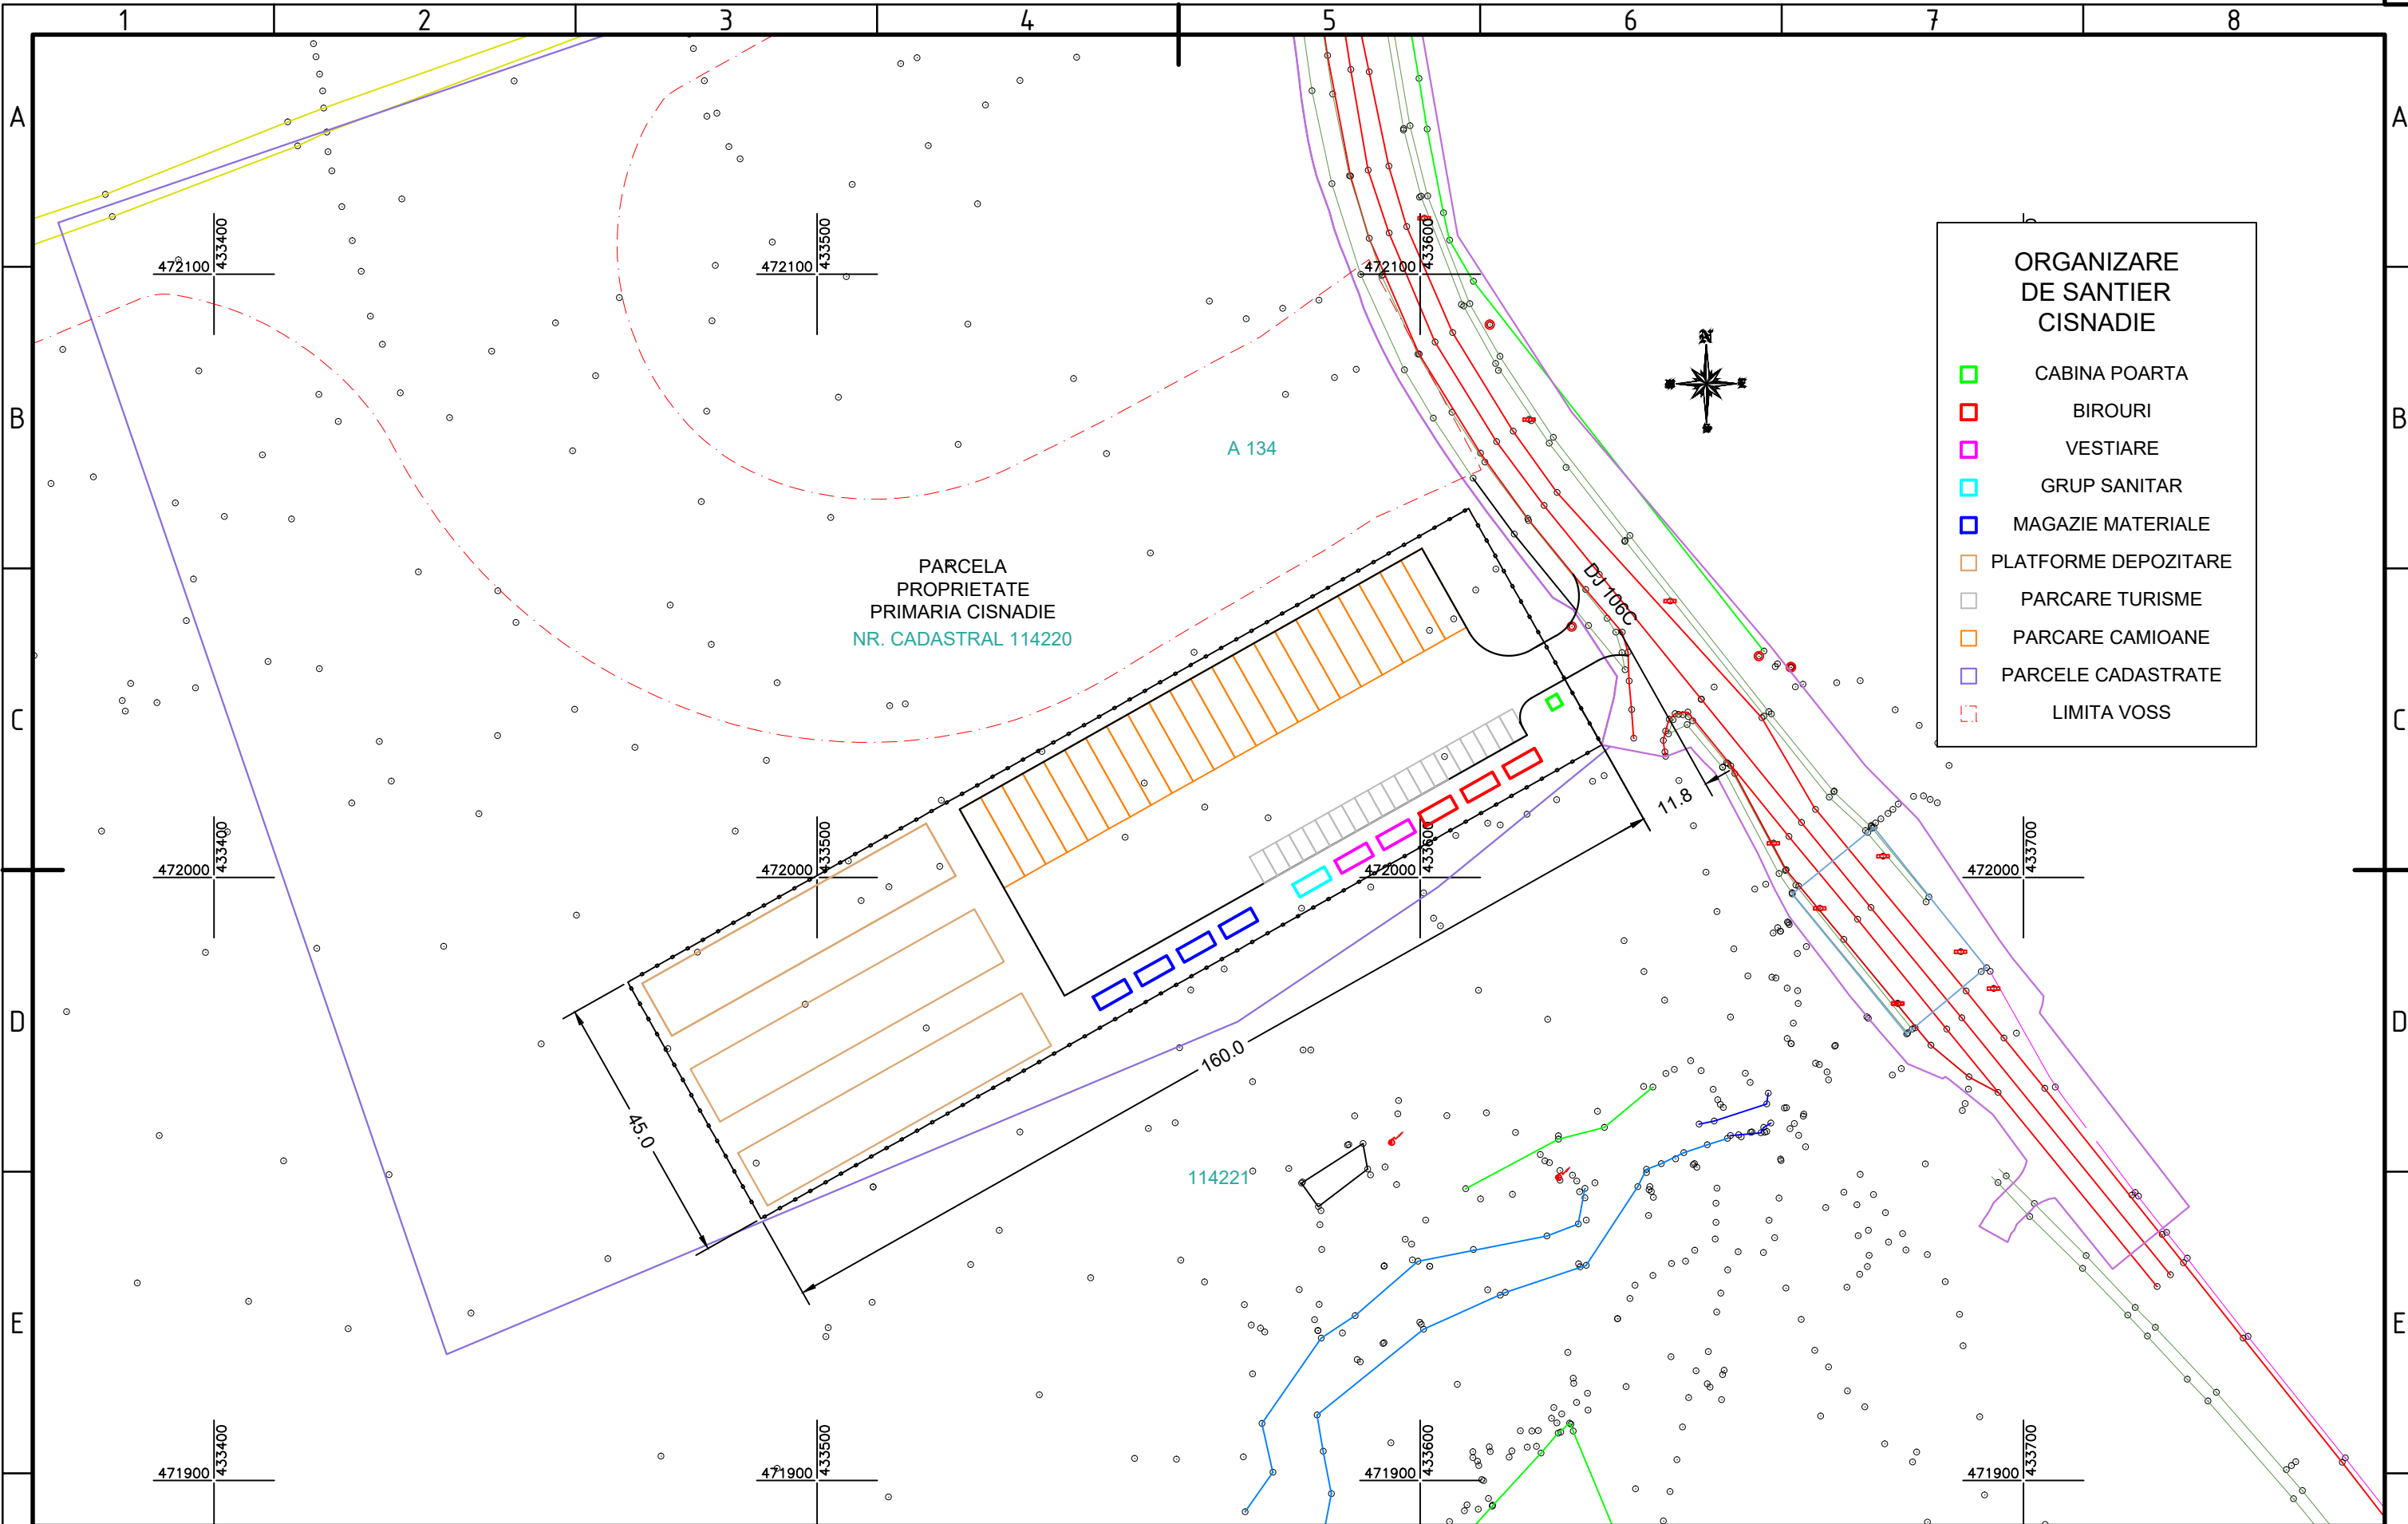 1 2 3 4 5 6 7 8
A A
433400 433500 433600
472100 472100 472100
ORGANIZARE
DE SANTIER
CISNADIE
CABINA POARTA
BIROURI
VESTIARE
GRUP SANITAR
MAGAZIE MATERIALE
PLATFORME DEPOZITARE
PARCARE TURISME
PARCARE CAMIOANE
PARCELE CADASTRATE
LIMITA VOSS
N
B B
A 134
PARCELA
PROPRIETATE
PRIMARIA CISNADIE
NR. CADASTRAL 114220
DJ 106C
C C
11.8
433400 433500 433600 433700
472000 472000 472000 472000
D D
160.0
45.0
114221
E E
433400 433500 433600 433700
471900 471900 471900 471900